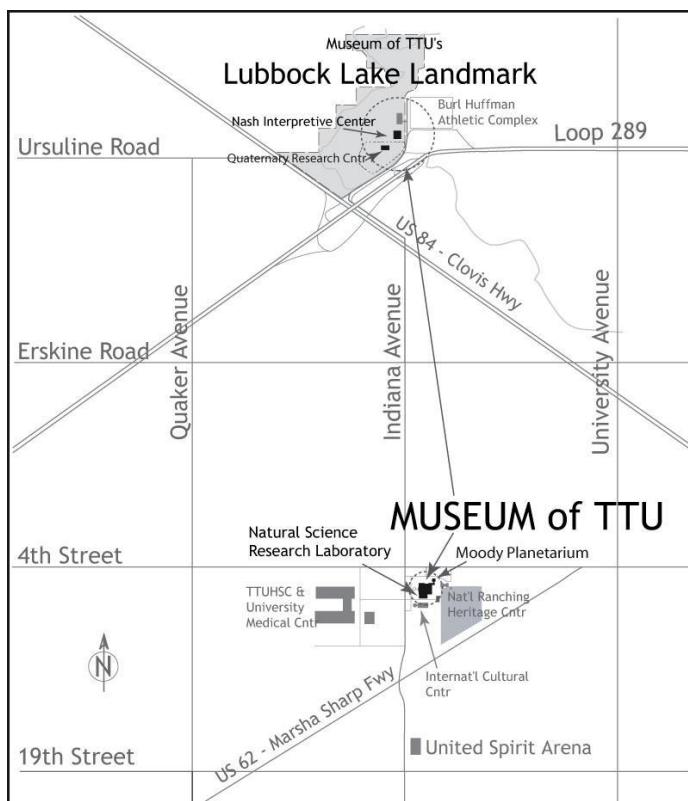 Museum of TTU's
Lubbock Lake Landmark
Burl Huffman
Athletic Complex
Nash Interpretive Center
Loop 289
Ursuline Road
Quaternary Research Cntr
US 84 - Clovis Hwy
Quaker Avenue
Indiana Avenue
University Avenue
Erskine Road
MUSEUM of TTU
Natural Science
Research Laboratory
Moody Planetarium
4th Street
TTUHSC &
University
Medical Cntr
Nat'l Ranching
Heritage Cntr
N
Internat'l Cultural
Cntr
US 62 - Marsha Sharp Fwy
United Spirit Arena
19th Street